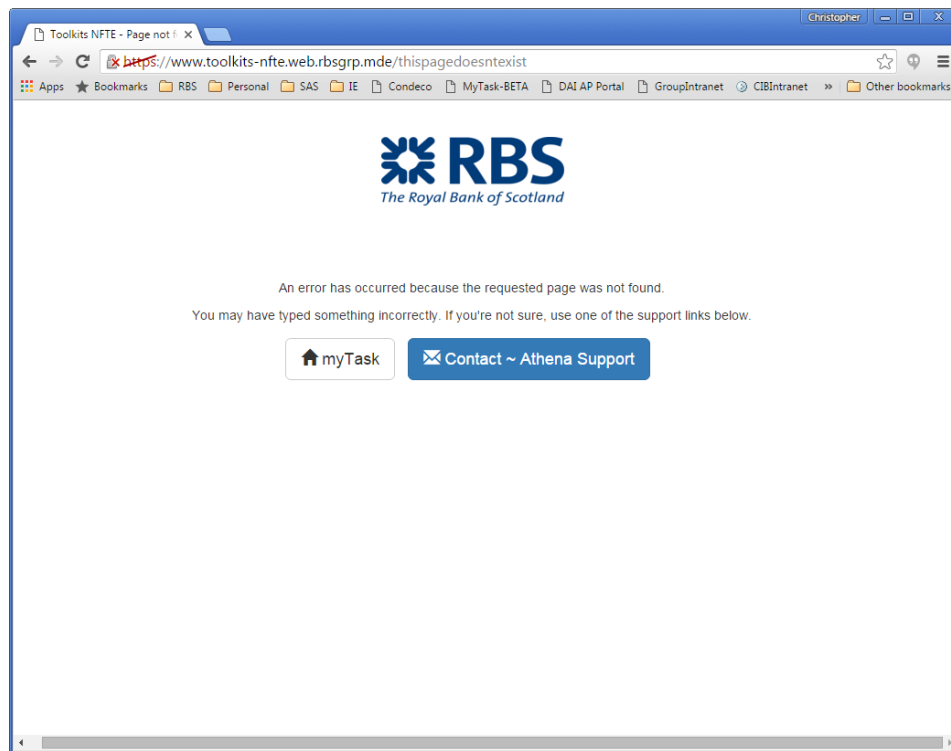 Christopher
Toolkits NFTE - Page not f
https://www.toolkits-nfte.web.rbsgrp.mde/thispagedoesntexist
Apps Bookmarks RBS Personal SAS IE Condeco MyTask-BETA DAI AP Portal GroupIntranet CIBIntranet » Other bookmarks
RBS
The Royal Bank of Scotland
An error has occurred because the requested page was not found.
You may have typed something incorrectly. If you're not sure, use one of the support links below.
myTask Contact ~ Athena Support